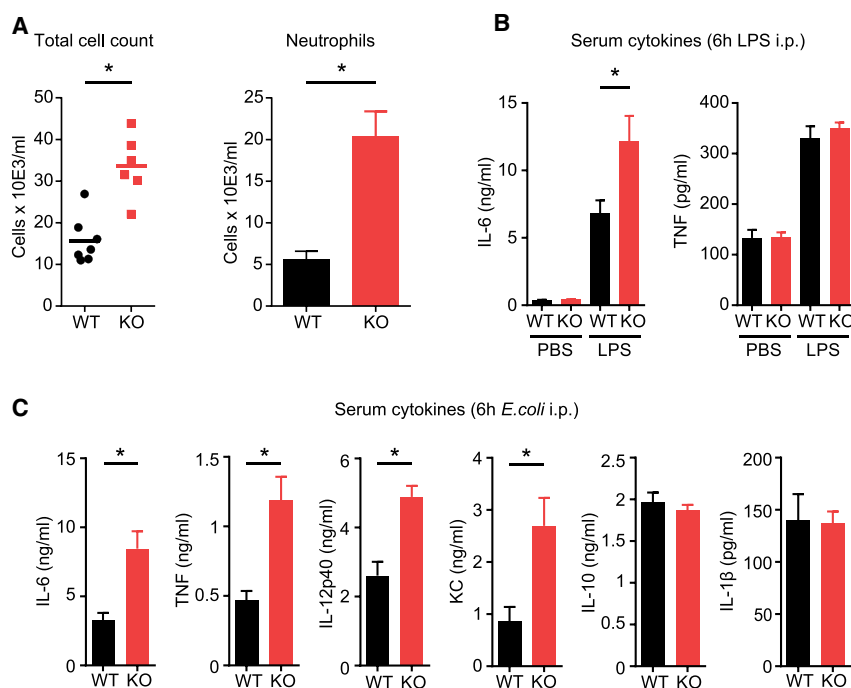 A
Total cell count
*
Cells x 10E3/ml
50
40
30
20
10
0
WT
KO
Neutrophils
*
Cells x 10E3/ml
25
20
15
10
5
0
WT
KO
B
Serum cytokines (6h LPS i.p.)
*
IL-6 (ng/ml)
15
10
5
0
WT KO WT KO
PBS LPS
TNF (pg/ml)
400
300
200
100
0
WT KO WT KO
PBS LPS
C
Serum cytokines (6h E.coli i.p.)
*
IL-6 (ng/ml)
15
10
5
0
WT KO
*
TNF (ng/ml)
1.5
1
0.5
0
WT KO
*
IL-12p40 (ng/ml)
6
4
2
0
WT KO
*
KC (ng/ml)
4
3
2
1
0
WT KO
IL-10 (ng/ml)
2.5
2
1.5
1
0.5
0
WT KO
IL-1β (pg/ml)
200
150
100
50
0
WT KO